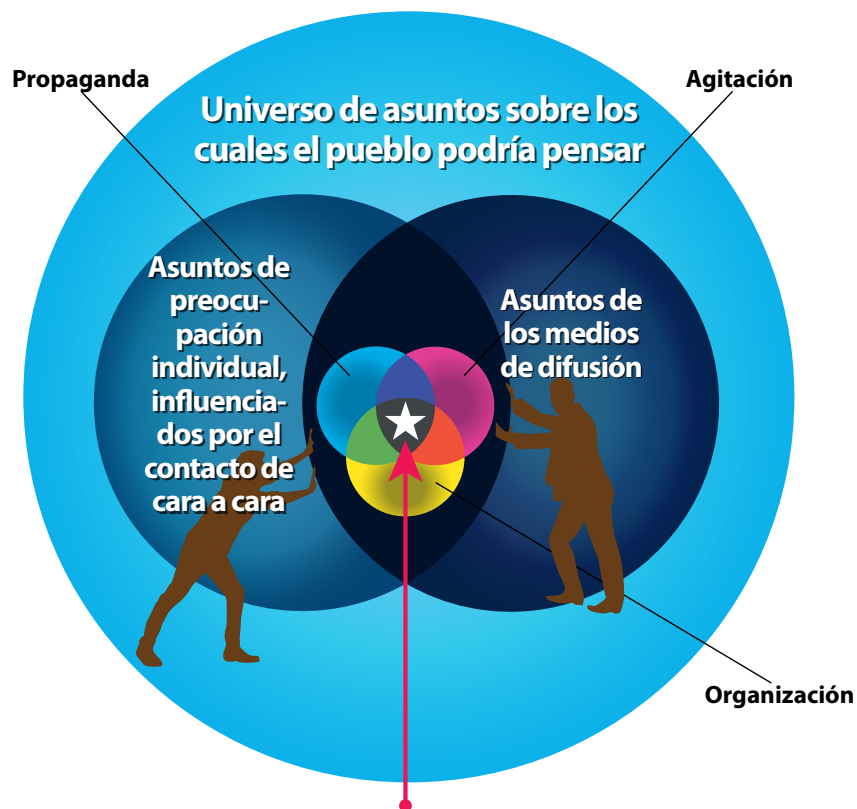 Propaganda
Agitación
Universo de asuntos sobre los
cuales el pueblo podría pensar
Asuntos de
preocu-
pación
individual,
influencia-
dos por el
contacto de
cara a cara
Asuntos de
los medios
de difusión
Organización